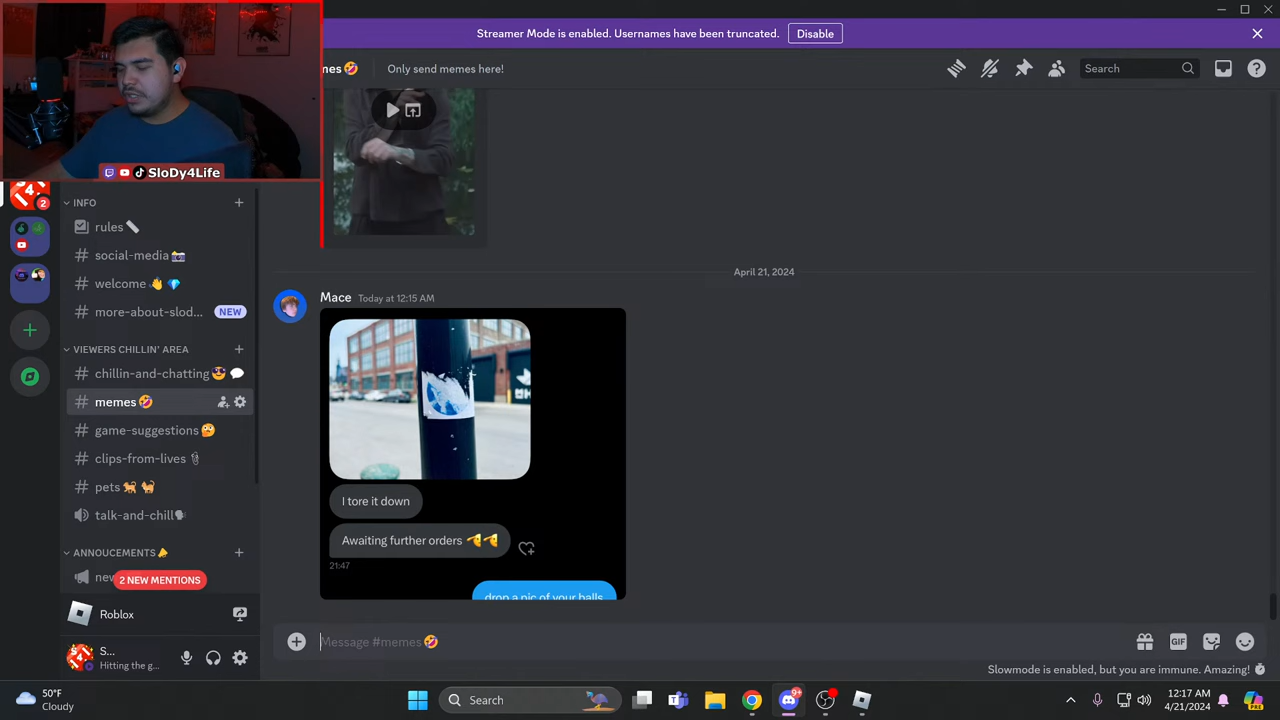 Streamer Mode is enabled. Usernames have been truncated.
Disable
SloDy4Life
mes🤣
Only send memes here!
Search
2
INFO
rules📏
social-media📸
welcome👋💎
more-about-slod...
NEW
VIEWERS CHILLIN' AREA
chillin-and-chatting😎💬
memes🤣
game-suggestions🤔
clips-from-lives
pets🐕🐈
talk-and-chill🗣
ANNOUCEMENTS📣
new
2 NEW MENTIONS
Roblox
S...
Hitting the g...
April 21, 2024
Mace Today at 12:15 AM
I tore it down
Awaiting further orders 🫡🫡
21:47
drop a pic of your balls
Message #memes🤣
GIF
Slowmode is enabled, but you are immune. Amazing!
50°F
Cloudy
Search
9+
12:17 AM
4/21/2024